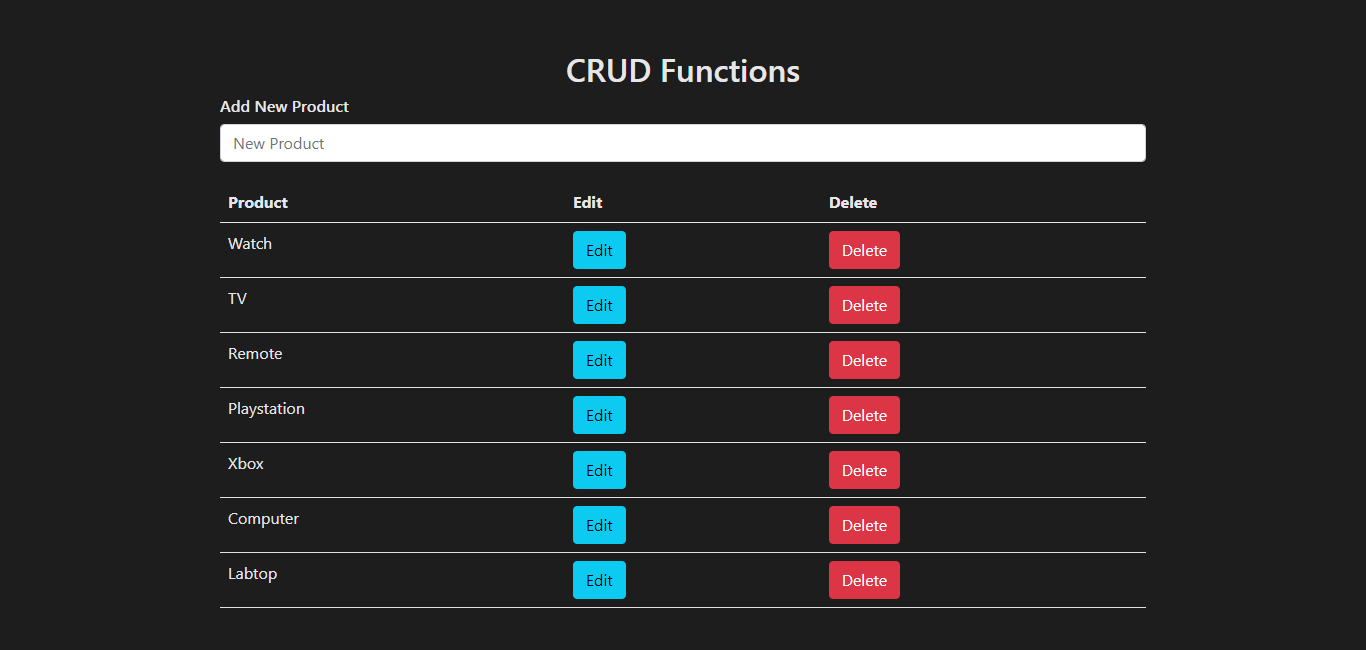 CRUD Functions
Add New Product
New Product
Product Edit Delete
Watch Edit Delete
TV Edit Delete
Remote Edit Delete
Playstation Edit Delete
Xbox Edit Delete
Computer Edit Delete
Labtop Edit Delete